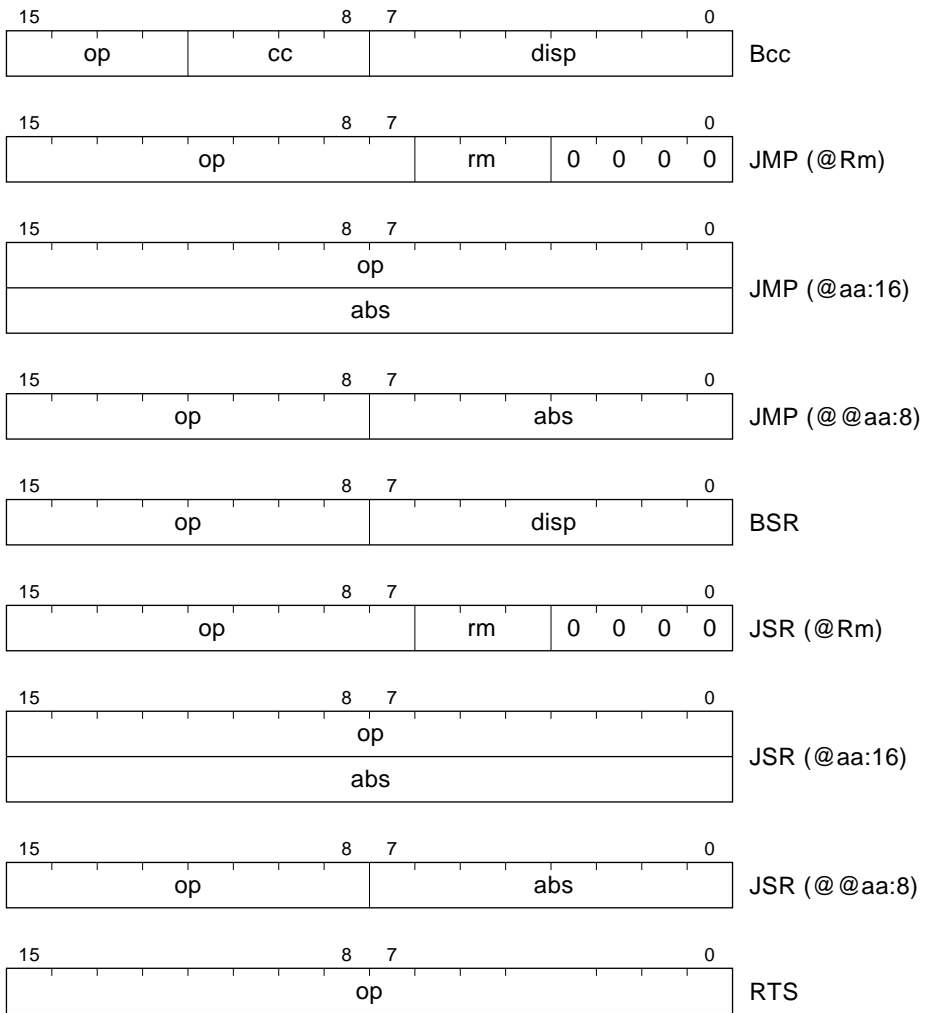 15 8 7 0
op cc disp Bcc
15 8 7 0
op rm 0 0 0 0 JMP (@Rm)
15 8 7 0
op
JMP (@aa:16)
abs
15 8 7 0
op abs JMP (@@aa:8)
15 8 7 0
op disp BSR
15 8 7 0
op rm 0 0 0 0 JSR (@Rm)
15 8 7 0
op
JSR (@aa:16)
abs
15 8 7 0
op abs JSR (@@aa:8)
15 8 7 0
op RTS